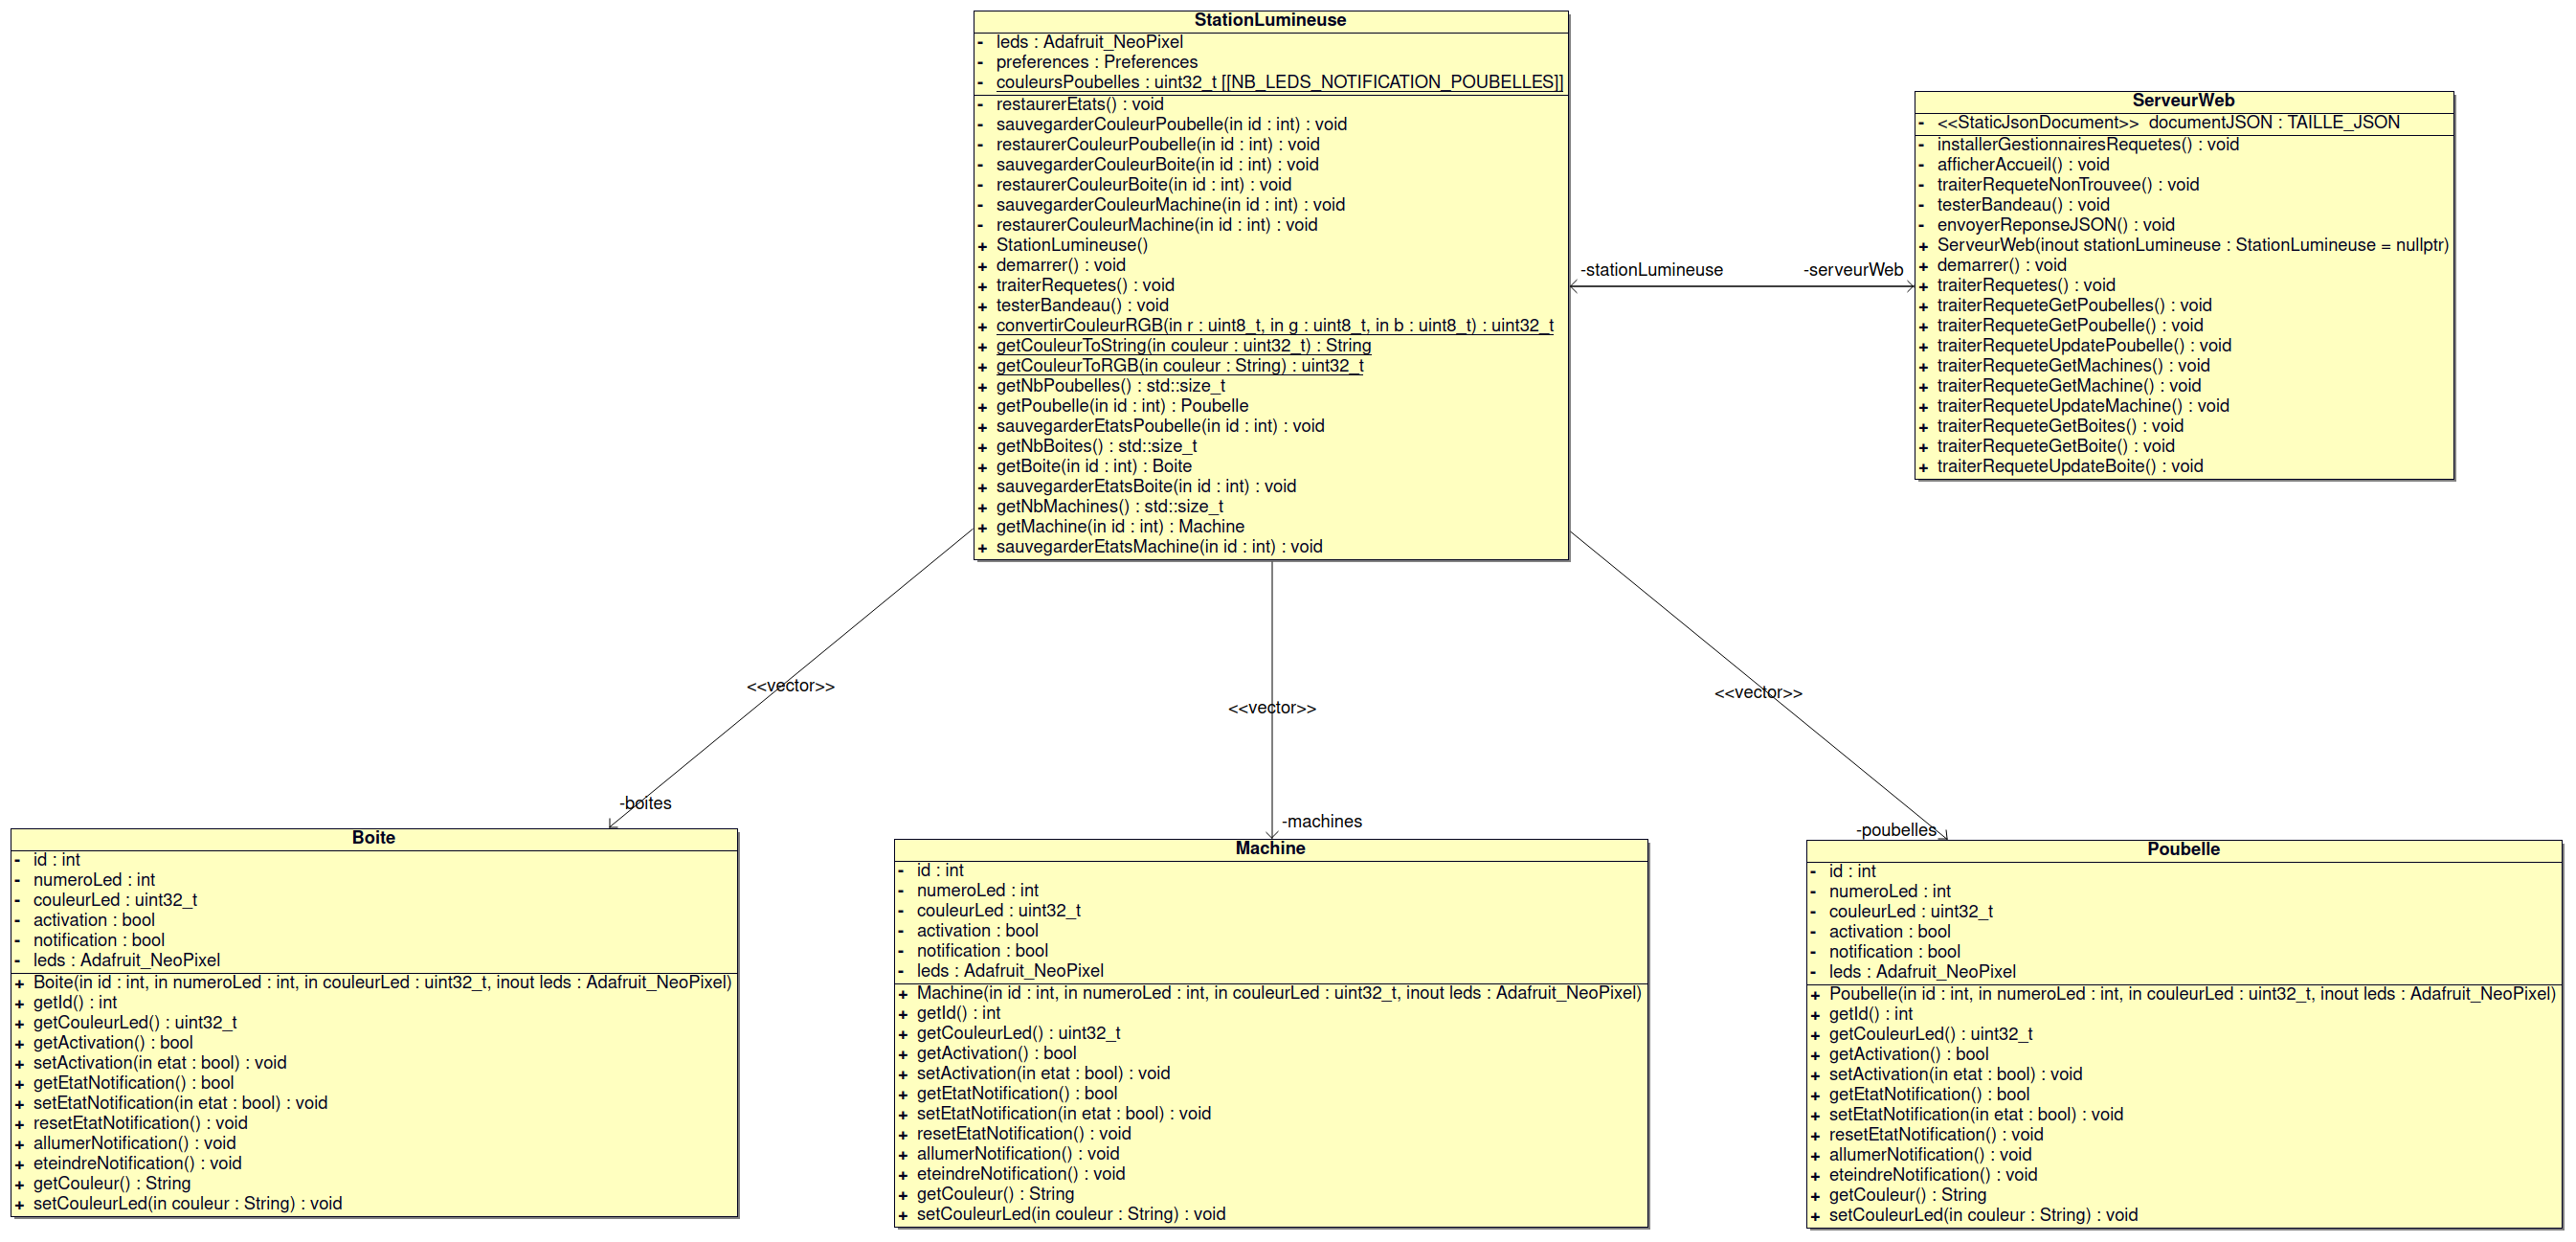 StationLumineuse
- leds : Adafruit_NeoPixel
- preferences : Preferences
- couleursPoubelles : uint32_t [[NB_LEDS_NOTIFICATION_POUBELLES]]
- restaurerEtats() : void
- sauvegarderCouleurPoubelle(in id : int) : void
- restaurerCouleurPoubelle(in id : int) : void
- sauvegarderCouleurBoite(in id : int) : void
- restaurerCouleurBoite(in id : int) : void
- sauvegarderCouleurMachine(in id : int) : void
- restaurerCouleurMachine(in id : int) : void
+ StationLumineuse()
+ demarrer() : void
+ traiterRequetes() : void
+ testerBandeau() : void
+ convertirCouleurRGB(in r : uint8_t, in g : uint8_t, in b : uint8_t) : uint32_t
+ getCouleurToString(in couleur : uint32_t) : String
+ getCouleurToRGB(in couleur : String) : uint32_t
+ getNbPoubelles() : std::size_t
+ getPoubelle(in id : int) : Poubelle
+ sauvegarderEtatsPoubelle(in id : int) : void
+ getNbBoites() : std::size_t
+ getBoite(in id : int) : Boite
+ sauvegarderEtatsBoite(in id : int) : void
+ getNbMachines() : std::size_t
+ getMachine(in id : int) : Machine
+ sauvegarderEtatsMachine(in id : int) : void
-stationLumineuse
-serveurWeb
ServeurWeb
- <<StaticJsonDocument>> documentJSON : TAILLE_JSON
- installerGestionnairesRequetes() : void
- afficherAccueil() : void
- traiterRequeteNonTrouvee() : void
- testerBandeau() : void
- envoyerReponseJSON() : void
+ ServeurWeb(inout stationLumineuse : StationLumineuse = nullptr)
+ demarrer() : void
+ traiterRequetes() : void
+ traiterRequeteGetPoubelles() : void
+ traiterRequeteGetPoubelle() : void
+ traiterRequeteUpdatePoubelle() : void
+ traiterRequeteGetMachines() : void
+ traiterRequeteGetMachine() : void
+ traiterRequeteUpdateMachine() : void
+ traiterRequeteGetBoites() : void
+ traiterRequeteGetBoite() : void
+ traiterRequeteUpdateBoite() : void
<<vector>>
<<vector>>
<<vector>>
-boites
-machines
-poubelles
Boite
- id : int
- numeroLed : int
- couleurLed : uint32_t
- activation : bool
- notification : bool
- leds : Adafruit_NeoPixel
+ Boite(in id : int, in numeroLed : int, in couleurLed : uint32_t, inout leds : Adafruit_NeoPixel)
+ getId() : int
+ getCouleurLed() : uint32_t
+ getActivation() : bool
+ setActivation(in etat : bool) : void
+ getEtatNotification() : bool
+ setEtatNotification(in etat : bool) : void
+ resetEtatNotification() : void
+ allumerNotification() : void
+ eteindreNotification() : void
+ getCouleur() : String
+ setCouleurLed(in couleur : String) : void
Machine
- id : int
- numeroLed : int
- couleurLed : uint32_t
- activation : bool
- notification : bool
- leds : Adafruit_NeoPixel
+ Machine(in id : int, in numeroLed : int, in couleurLed : uint32_t, inout leds : Adafruit_NeoPixel)
+ getId() : int
+ getCouleurLed() : uint32_t
+ getActivation() : bool
+ setActivation(in etat : bool) : void
+ getEtatNotification() : bool
+ setEtatNotification(in etat : bool) : void
+ resetEtatNotification() : void
+ allumerNotification() : void
+ eteindreNotification() : void
+ getCouleur() : String
+ setCouleurLed(in couleur : String) : void
Poubelle
- id : int
- numeroLed : int
- couleurLed : uint32_t
- activation : bool
- notification : bool
- leds : Adafruit_NeoPixel
+ Poubelle(in id : int, in numeroLed : int, in couleurLed : uint32_t, inout leds : Adafruit_NeoPixel)
+ getId() : int
+ getCouleurLed() : uint32_t
+ getActivation() : bool
+ setActivation(in etat : bool) : void
+ getEtatNotification() : bool
+ setEtatNotification(in etat : bool) : void
+ resetEtatNotification() : void
+ allumerNotification() : void
+ eteindreNotification() : void
+ getCouleur() : String
+ setCouleurLed(in couleur : String) : void